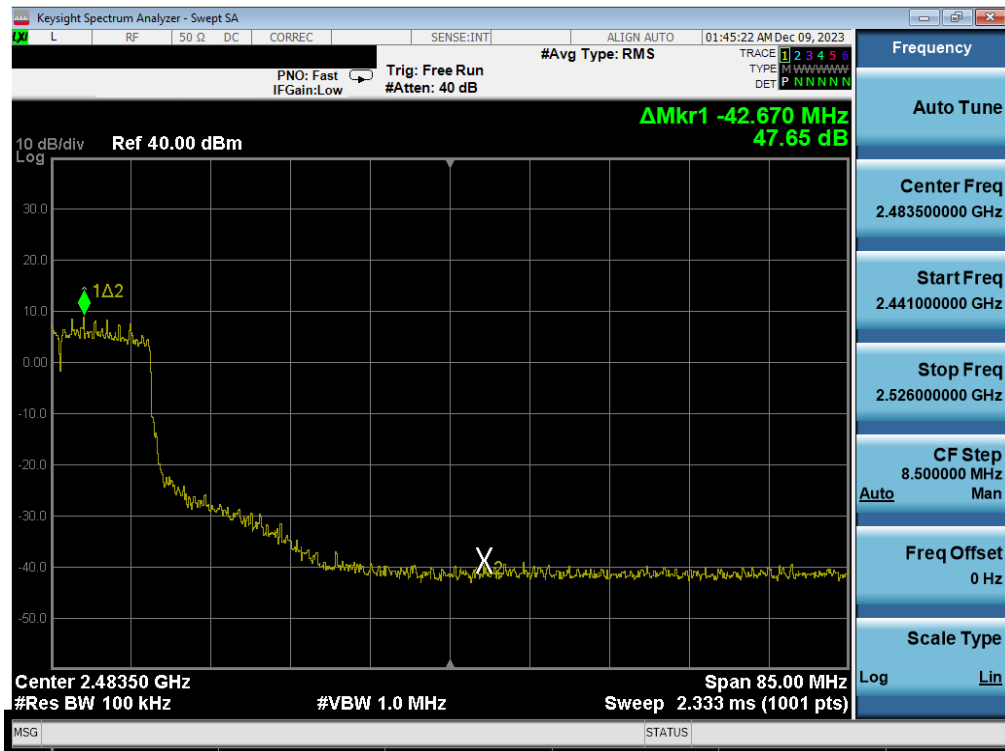 Keysight Spectrum Analyzer - Swept SA
LXI L RF 50 Ω DC CORREC SENSE:INT ALIGN AUTO 01:45:22 AM Dec 09, 2023
#Avg Type: RMS
TRACE 1 2 3 4 5 6
TYPE M WWWWW
DET P N N N N N
PNO: Fast
IFGain:Low
Trig: Free Run
#Atten: 40 dB
ΔMkr1 -42.670 MHz
47.65 dB
10 dB/div Ref 40.00 dBm
Log
30.0
20.0
1Δ2
10.0
0.00
-10.0
-20.0
-30.0
-40.0
X2
-50.0
Center 2.48350 GHz Span 85.00 MHz
#Res BW 100 kHz #VBW 1.0 MHz Sweep 2.333 ms (1001 pts)
MSG STATUS
Frequency
Auto Tune
Center Freq
2.483500000 GHz
Start Freq
2.441000000 GHz
Stop Freq
2.526000000 GHz
CF Step
8.500000 MHz
Auto Man
Freq Offset
0 Hz
Scale Type
Log Lin